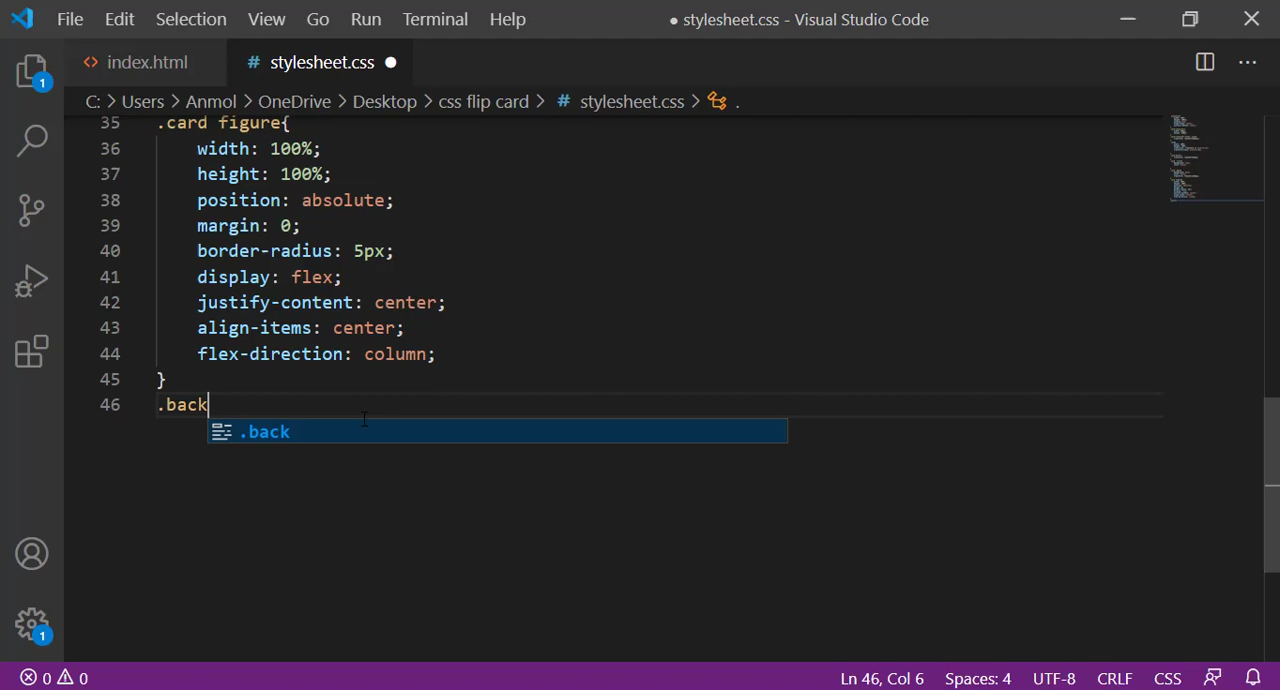 File Edit Selection View Go Run Terminal Help ● stylesheet.css - Visual Studio Code
<> index.html # stylesheet.css ●
C: > Users > Anmol > OneDrive > Desktop > css flip card > # stylesheet.css > .
35 .card figure{
36 width: 100%;
37 height: 100%;
38 position: absolute;
39 margin: 0;
40 border-radius: 5px;
41 display: flex;
42 justify-content: center;
43 align-items: center;
44 flex-direction: column;
45 }
46 .back
.back
1
1
0 0 Ln 46, Col 6 Spaces: 4 UTF-8 CRLF CSS